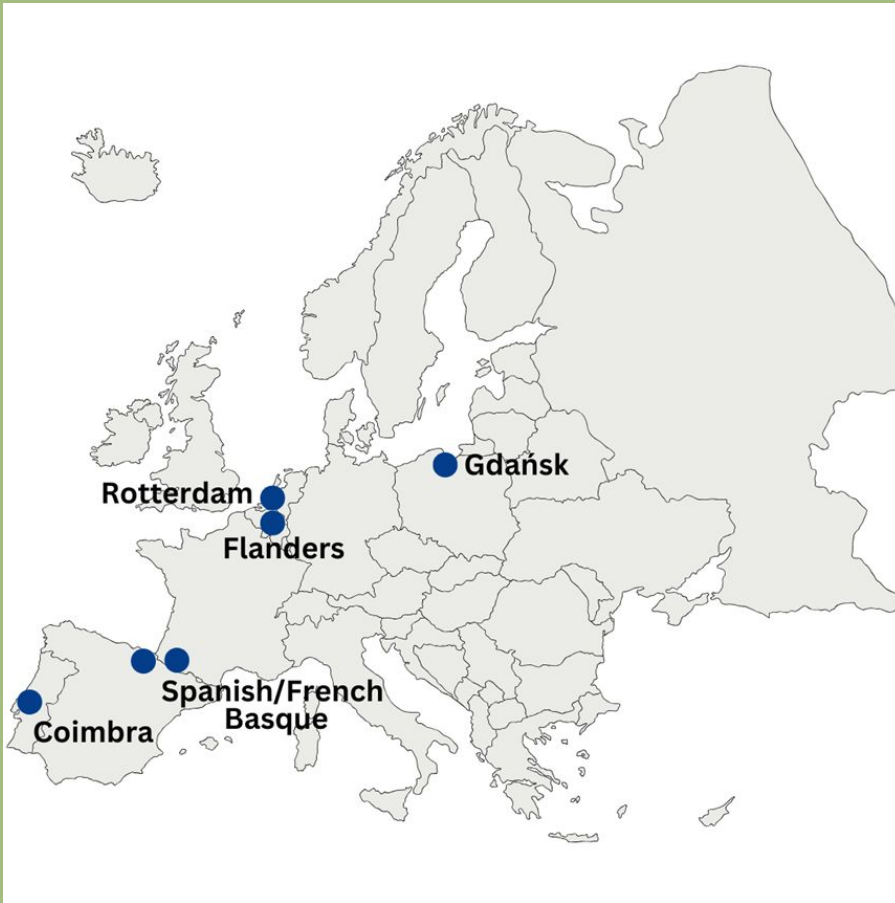 Gdańsk
Rotterdam
Flanders
Spanish/French
Basque
Coimbra